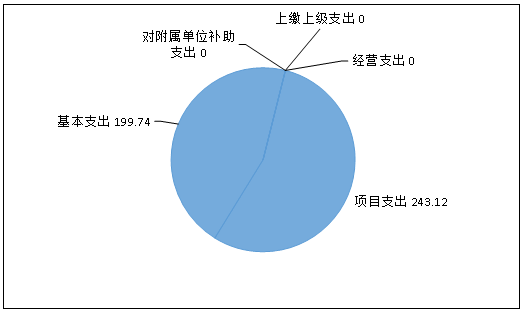 上缴上级支出 0
对附属单位补助
支出 0
经营支出 0
基本支出 199.74
项目支出 243.12